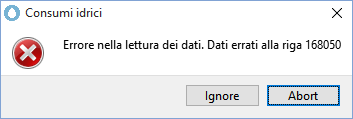 Consumi idrici
Errore nella lettura dei dati. Dati errati alla riga 168050
Ignore
Abort